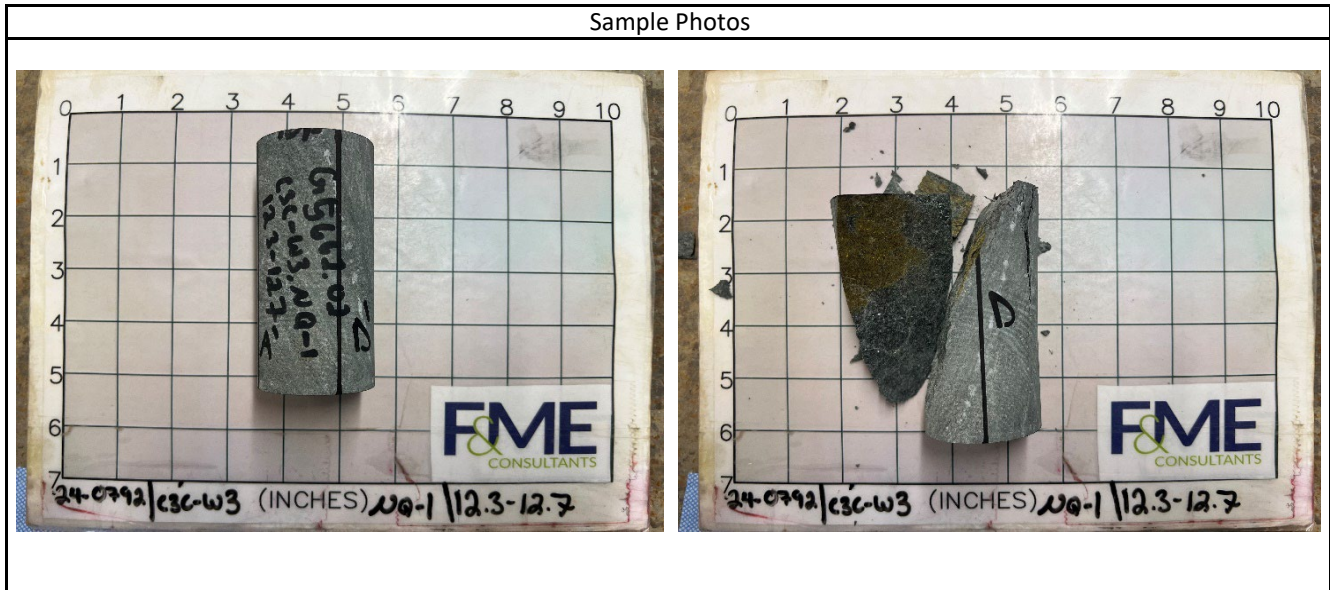 Sample Photos
0 1 2 3 4 5 6 7 8 9 10
1
2
3
4
5
6
7
C3C-W3.NQ-1
12.3-12.7
F&ME
CONSULTANTS
24-0792|C3C-W3 (INCHES) NQ-1 |12.3-12.7
0 1 2 3 4 5 6 7 8 9 10
1
2
3
4
5
6
7
D
F&ME
CONSULTANTS
24-0792|C3C-W3 (INCHES) NQ-1 |12.3-12.7